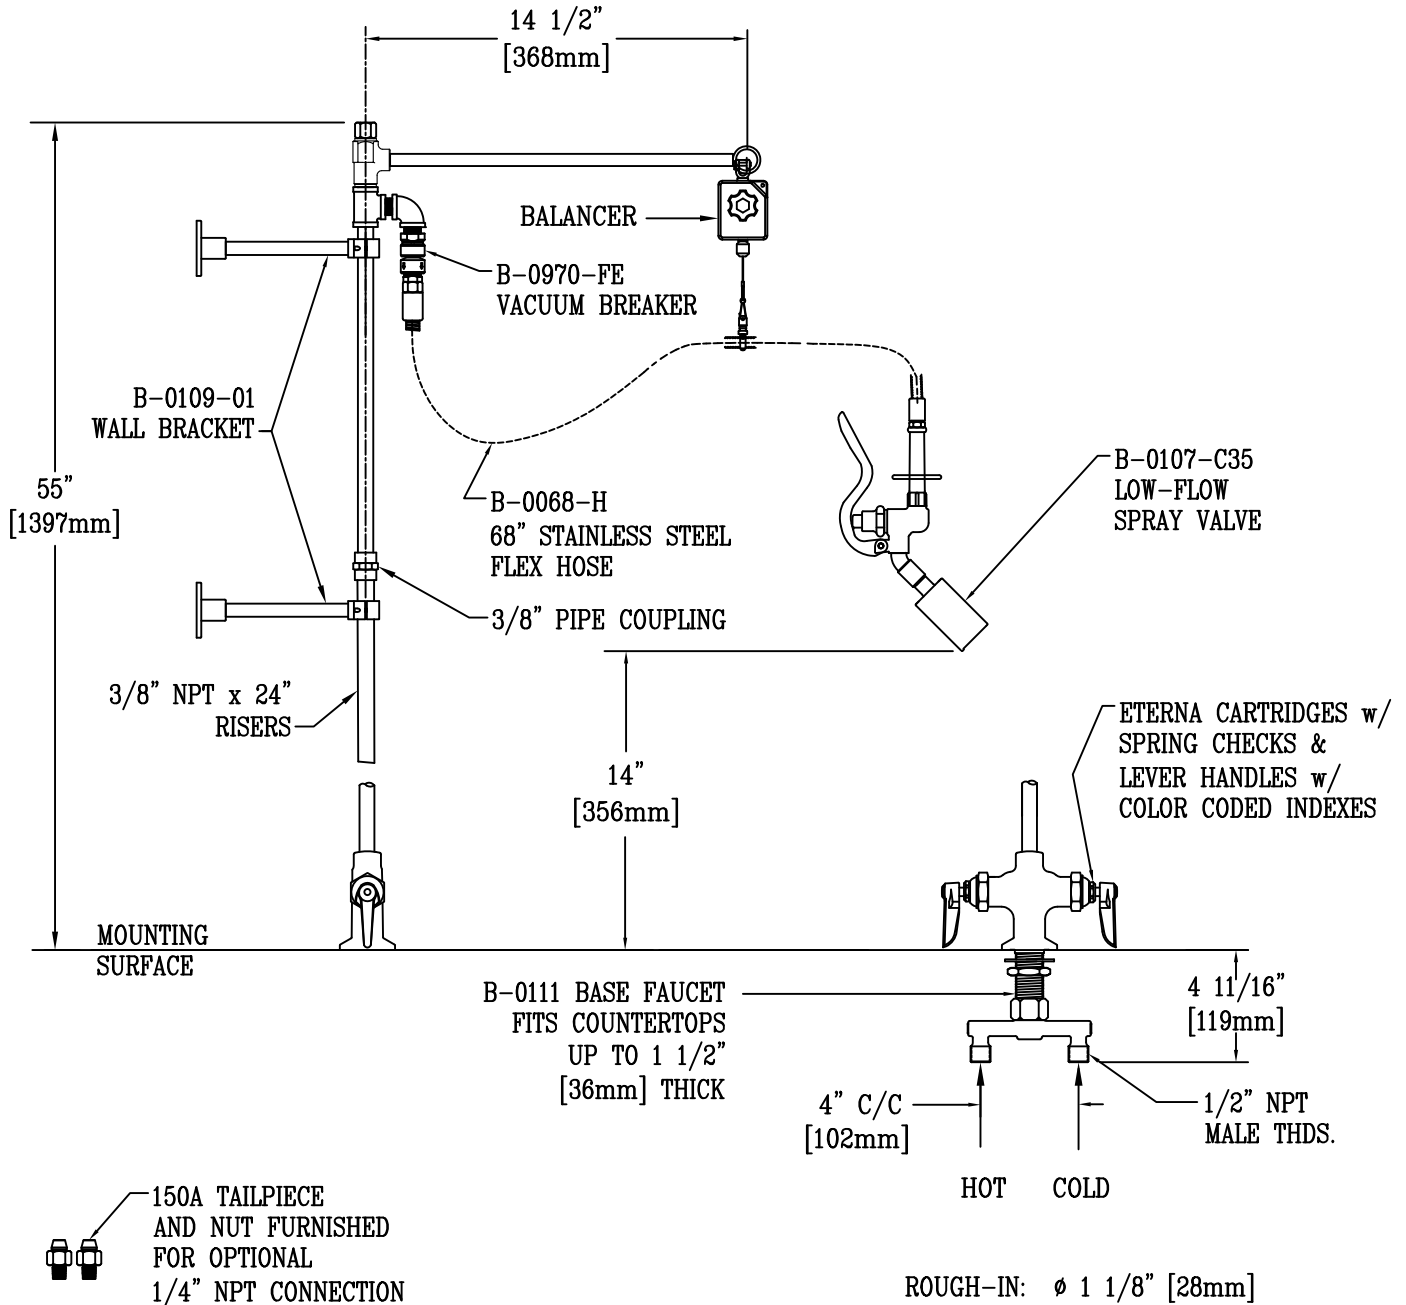 14 1/2"
[368mm]
BALANCER
B-0970-FE
VACUUM BREAKER
B-0109-01
WALL BRACKET
55"
[1397mm]
B-0068-H
68" STAINLESS STEEL
FLEX HOSE
B-0107-C35
LOW-FLOW
SPRAY VALVE
3/8" PIPE COUPLING
3/8" NPT x 24"
RISERS
14"
[356mm]
ETERNA CARTRIDGES w/
SPRING CHECKS &
LEVER HANDLES w/
COLOR CODED INDEXES
MOUNTING
SURFACE
B-0111 BASE FAUCET
FITS COUNTERTOPS
UP TO 1 1/2"
[36mm] THICK
4 11/16"
[119mm]
4" C/C
[102mm]
1/2" NPT
MALE THDS.
HOT COLD
150A TAILPIECE
AND NUT FURNISHED
FOR OPTIONAL
1/4" NPT CONNECTION
ROUGH-IN: ø 1 1/8" [28mm]